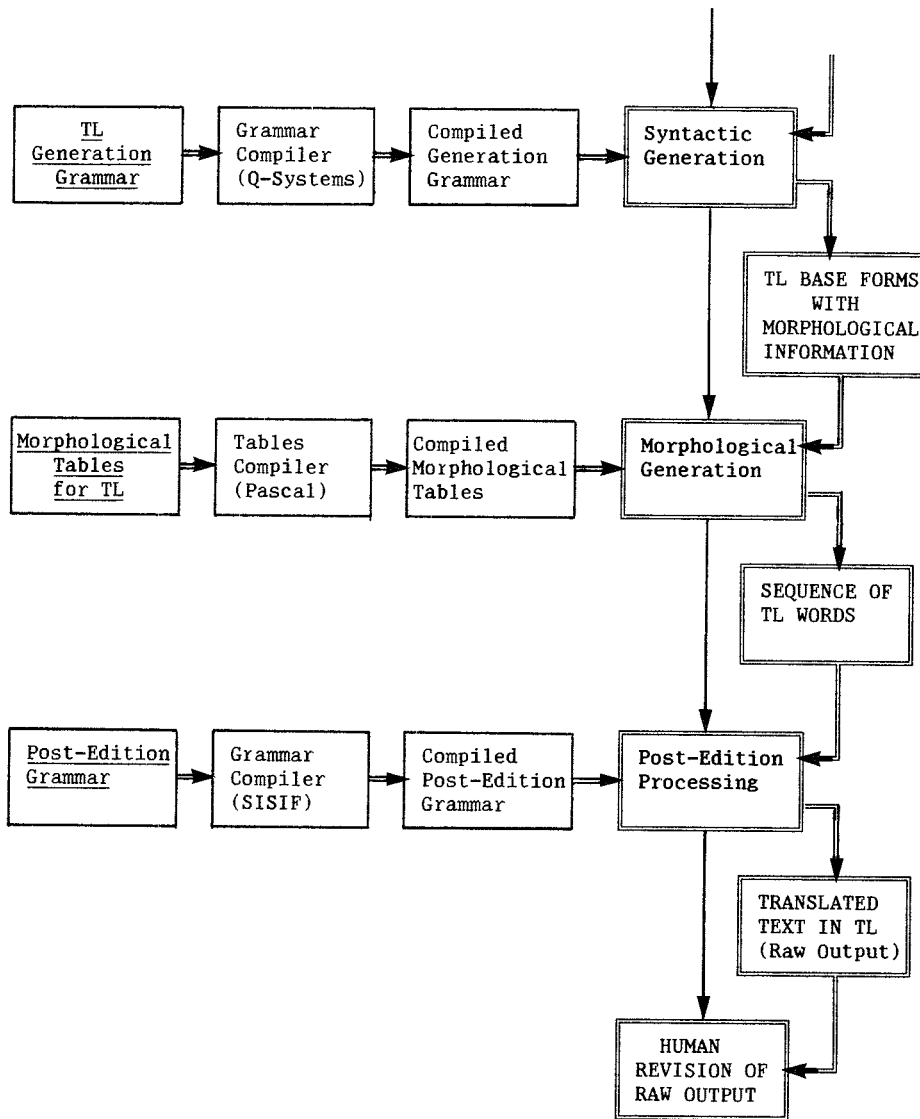 TL
Generation
Grammar
Grammar
Compiler
(Q-Systems)
Compiled
Generation
Grammar
Syntactic
Generation
TL BASE FORMS
WITH
MORPHOLOGICAL
INFORMATION
Morphological
Tables
for TL
Tables
Compiler
(Pascal)
Compiled
Morphological
Tables
Morphological
Generation
SEQUENCE OF
TL WORDS
Post-Edition
Grammar
Grammar
Compiler
(SISIF)
Compiled
Post-Edition
Grammar
Post-Edition
Processing
TRANSLATED
TEXT IN TL
(Raw Output)
HUMAN
REVISION OF
RAW OUTPUT